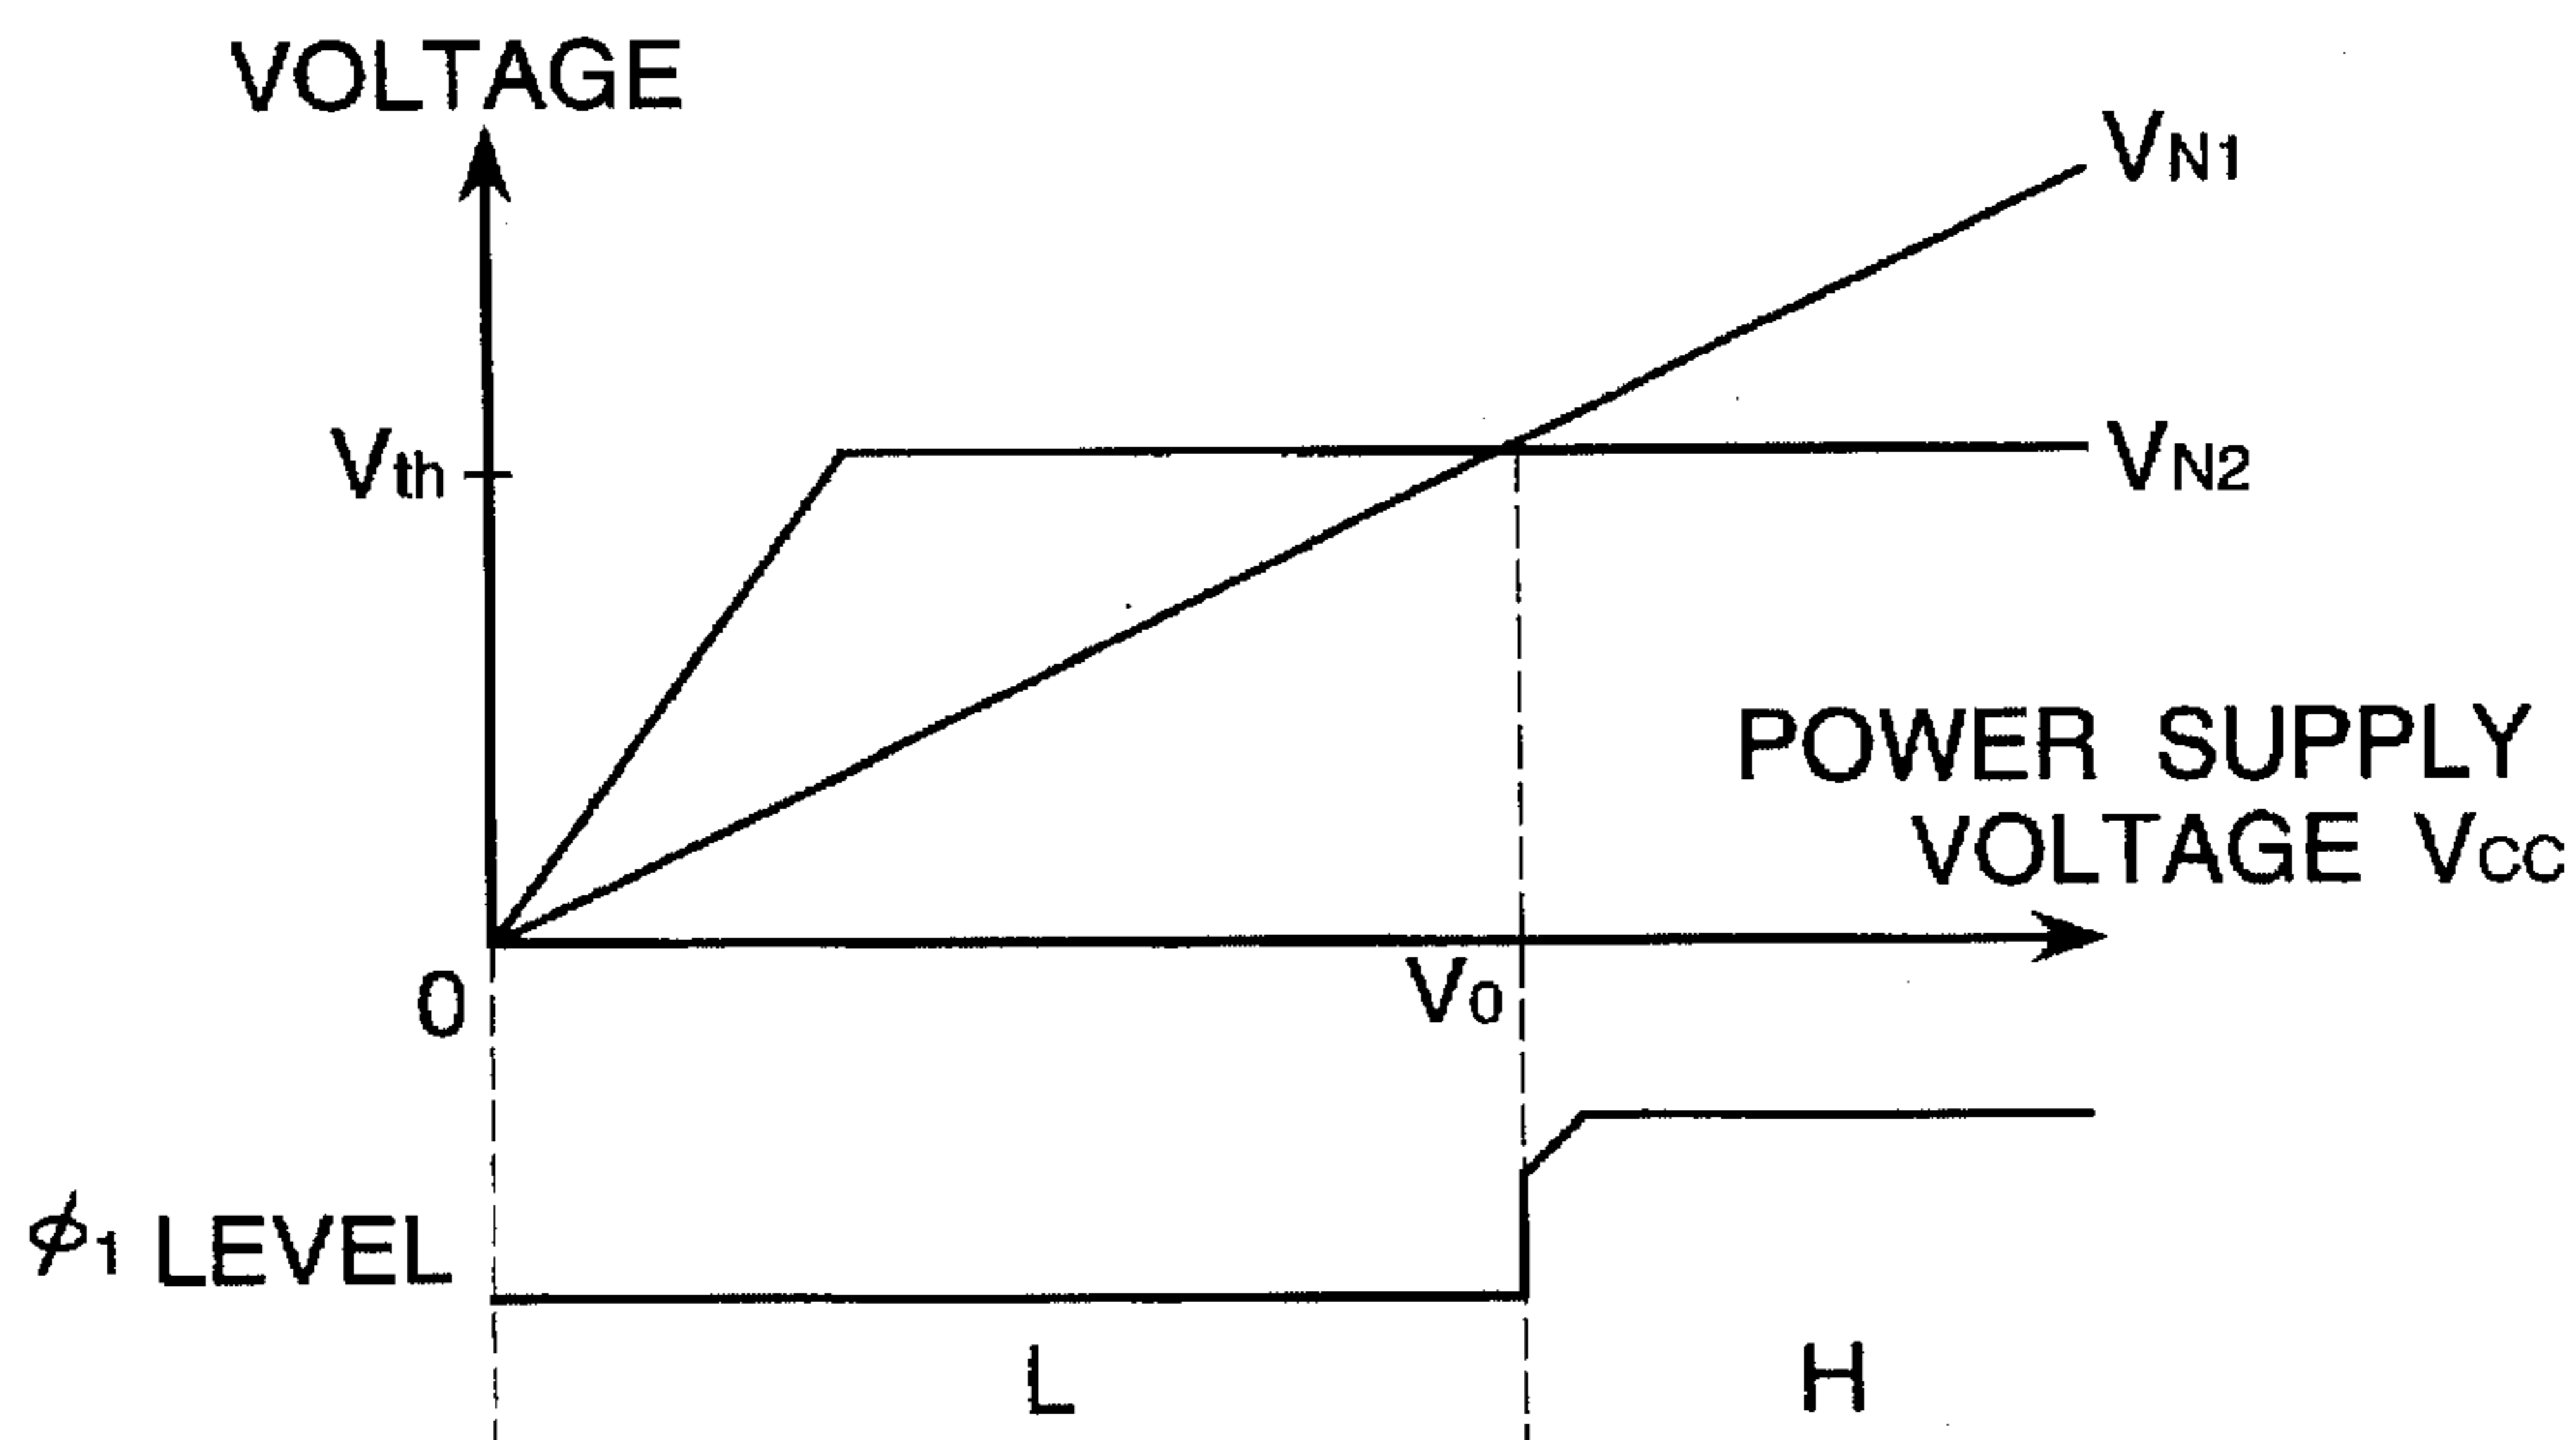 VOLTAGE
VN1
Vth
VN2
POWER SUPPLY
VOLTAGE VCC
0
V0
ϕ1 LEVEL
L
H